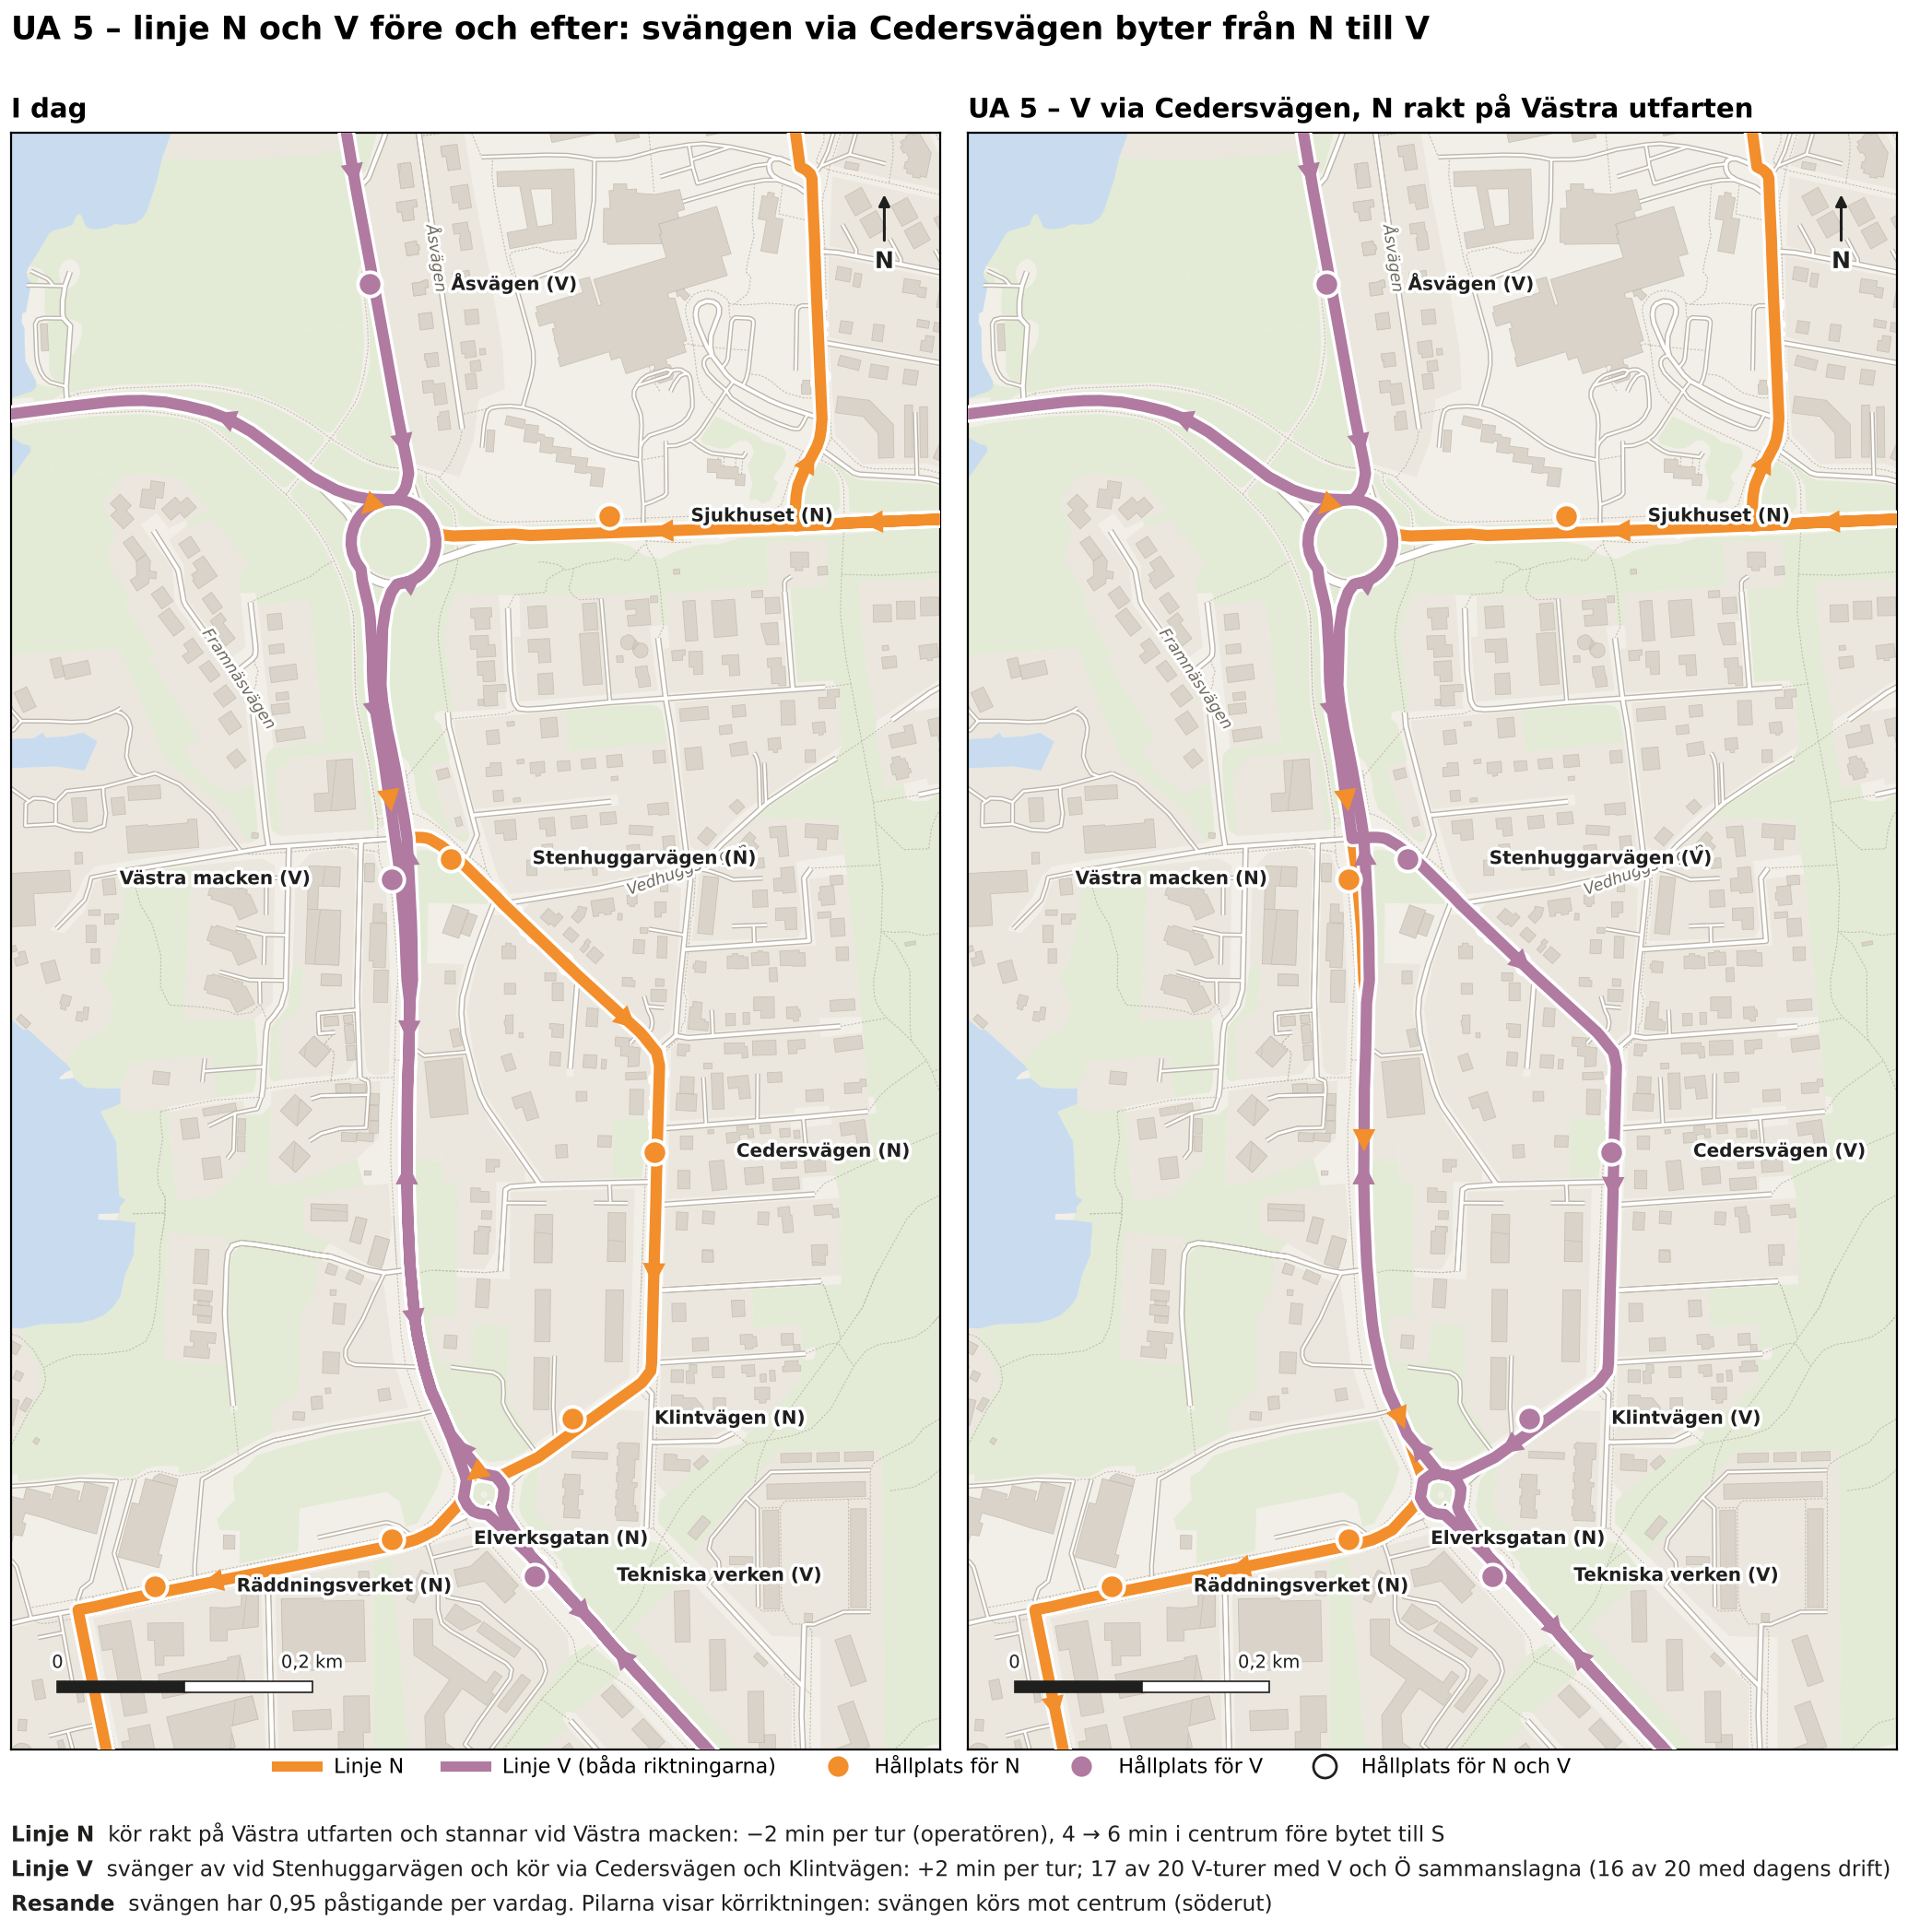 UA 5 – linje N och V före och efter: svängen via Cedersvägen byter från N till V
I dag
Åsvägen
Åsvägen (V)
N
Sjukhuset (N)
Framnäsvägen
Stenhuggarvägen (N)
Västra macken (V)
Cedersvägen (N)
Klintvägen (N)
Elverksgatan (N)
Tekniska verken (V)
Räddningsverket (N)
0
0,2 km
UA 5 – V via Cedersvägen, N rakt på Västra utfarten
Åsvägen
Åsvägen (V)
N
Sjukhuset (N)
Framnäsvägen
Stenhuggarvägen (V)
Västra macken (N)
Cedersvägen (V)
Klintvägen (V)
Elverksgatan (N)
Tekniska verken (V)
Räddningsverket (N)
0
0,2 km
Linje N
Linje V (båda riktningarna)
Hållplats för N
Hållplats för V
Hållplats för N och V
Linje N kör rakt på Västra utfarten och stannar vid Västra macken: −2 min per tur (operatören), 4 → 6 min i centrum före bytet till S
Linje V svänger av vid Stenhuggarvägen och kör via Cedersvägen och Klintvägen: +2 min per tur; 17 av 20 V-turer med V och Ö sammanslagna (16 av 20 med dagens drift)
Resande svängen har 0,95 påstigande per vardag. Pilarna visar körriktningen: svängen körs mot centrum (söderut)